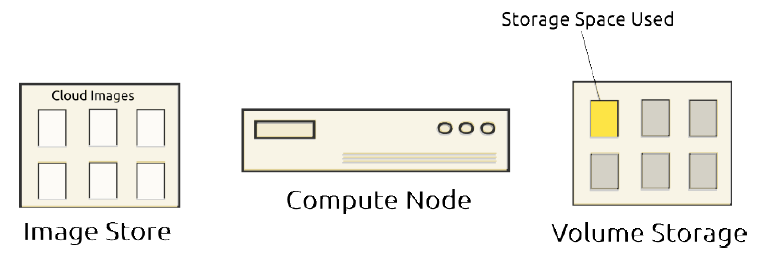 Storage Space Used
Cloud Images
Image Store
Compute Node
Volume Storage